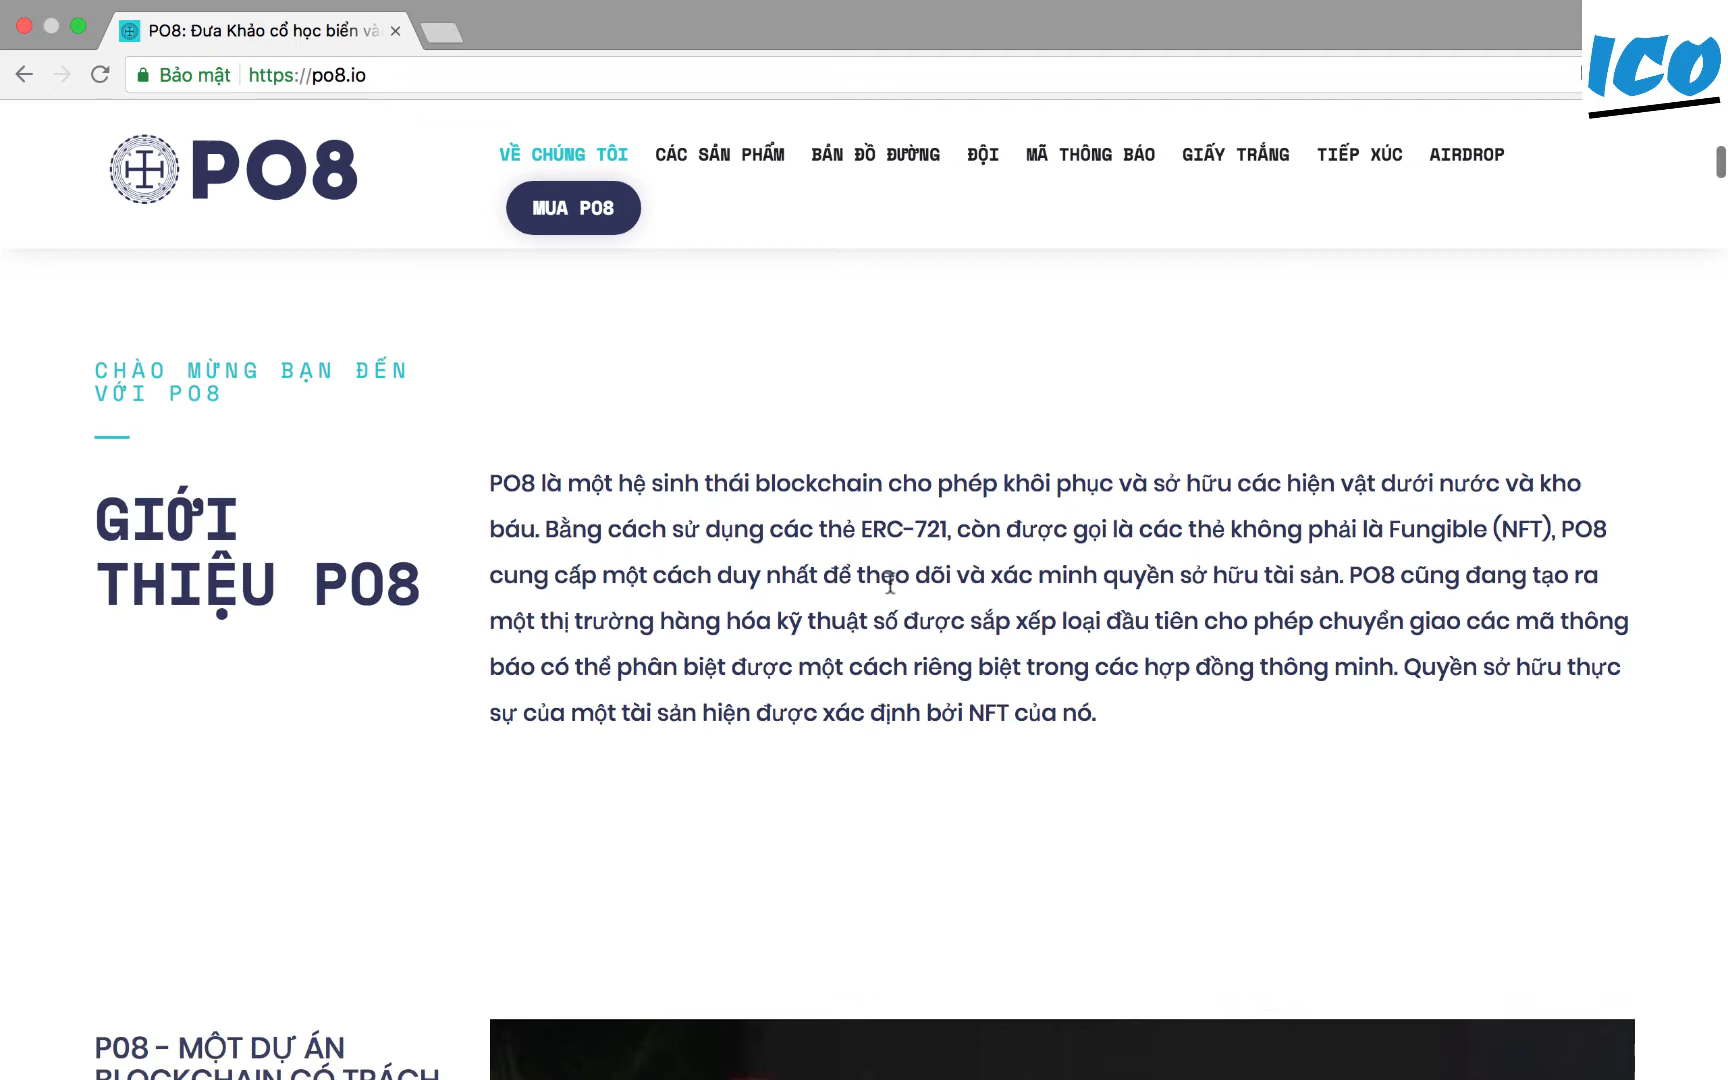 PO8: Đưa Khảo cổ học biển và
Bảo mật
https://po8.io
ICO
PO8
VỀ CHÚNG TÔI
CÁC SẢN PHẨM
BẢN ĐỒ ĐƯỜNG
ĐỘI
MÃ THÔNG BÁO
GIẤY TRẮNG
TIẾP XÚC
AIRDROP
MUA PO8
CHÀO MỪNG BẠN ĐẾN
VỚI PO8
GIỚI
THIỆU PO8
PO8 là một hệ sinh thái blockchain cho phép khôi phục và sở hữu các hiện vật dưới nước và kho
báu. Bằng cách sử dụng các thẻ ERC-721, còn được gọi là các thẻ không phải là Fungible (NFT), PO8
cung cấp một cách duy nhất để theo dõi và xác minh quyền sở hữu tài sản. PO8 cũng đang tạo ra
một thị trường hàng hóa kỹ thuật số được sắp xếp loại đầu tiên cho phép chuyển giao các mã thông
báo có thể phân biệt được một cách riêng biệt trong các hợp đồng thông minh. Quyền sở hữu thực
sự của một tài sản hiện được xác định bởi NFT của nó.
P08 - MỘT DỰ ÁN
BLOCKCHAIN CÓ TRÁCH